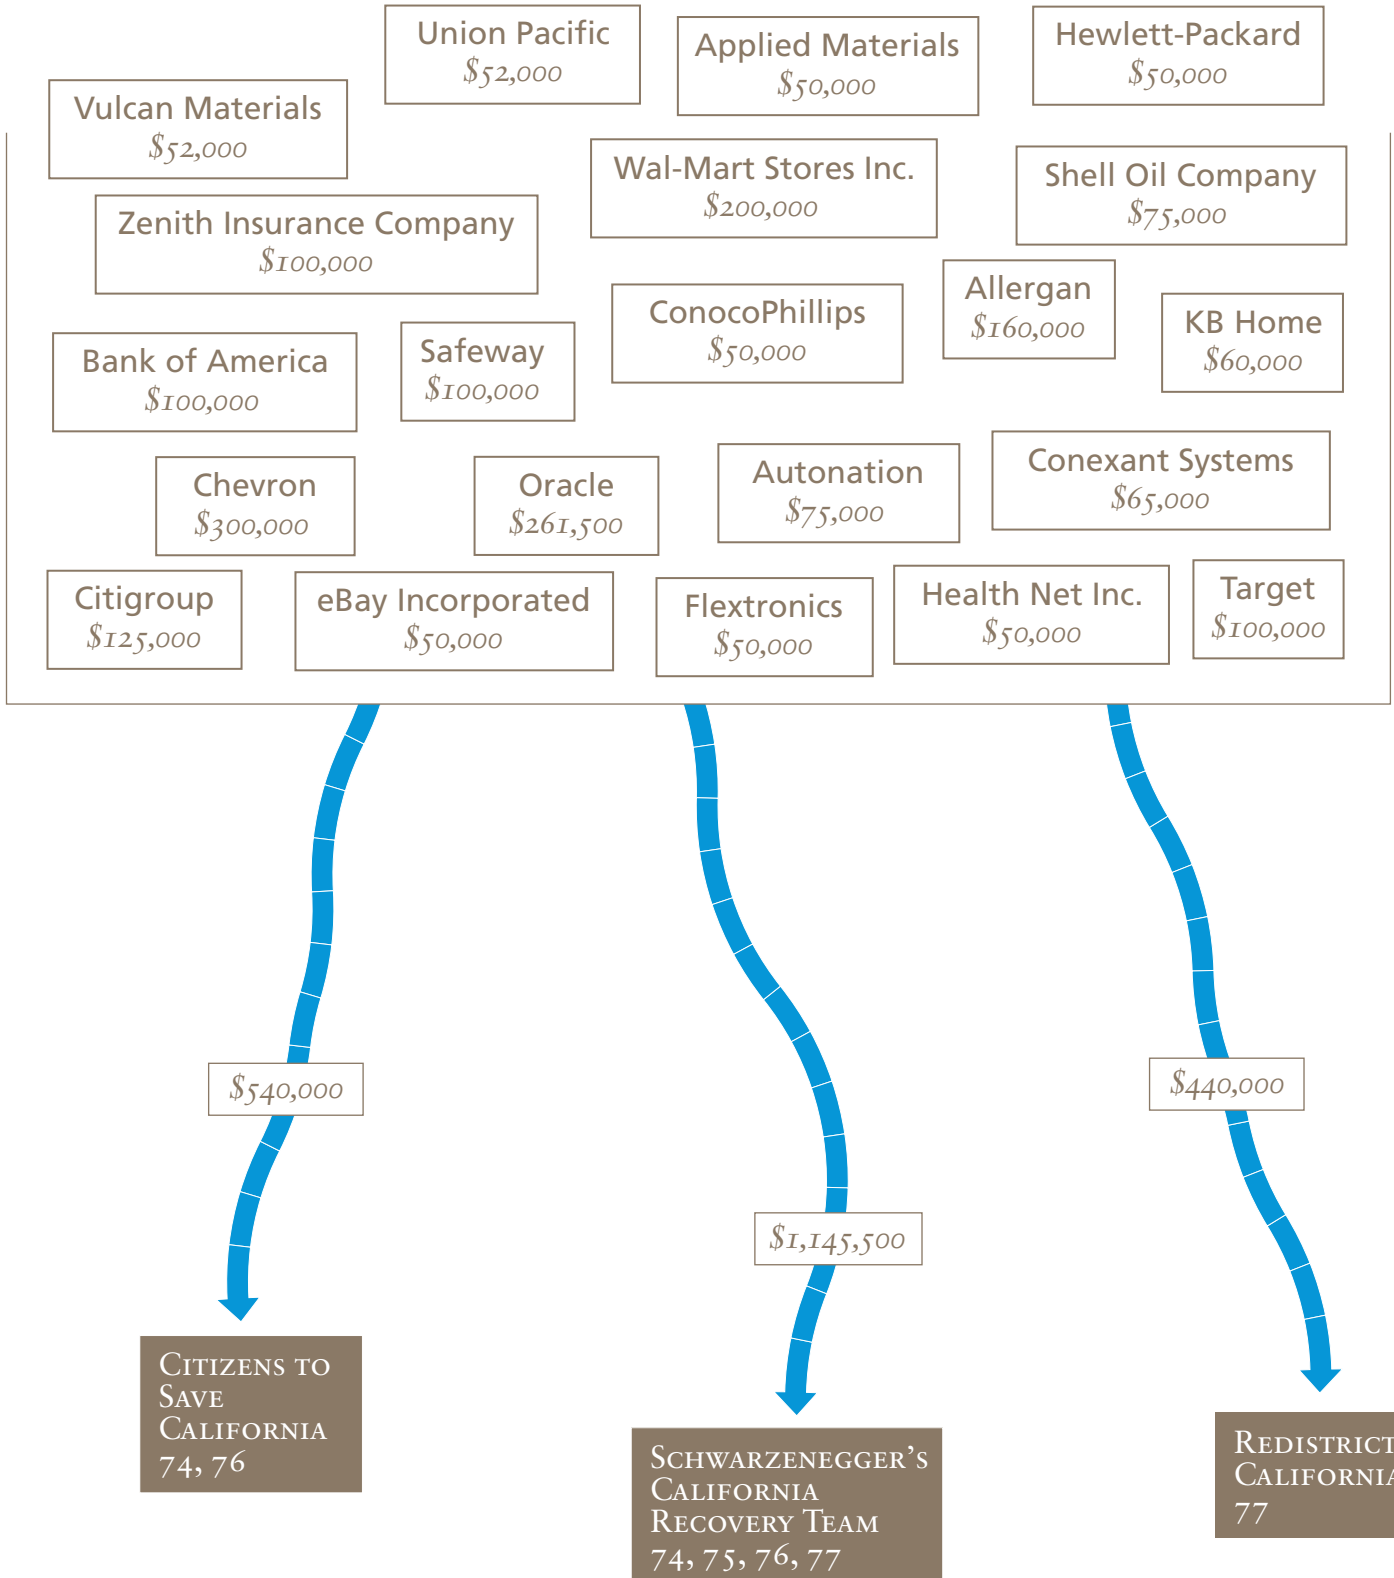 Union Pacific
$52,000
Applied Materials
$50,000
Hewlett-Packard
$50,000
Vulcan Materials
$52,000
Wal-Mart Stores Inc.
$200,000
Shell Oil Company
$75,000
Zenith Insurance Company
$100,000
Allergan
$160,000
ConocoPhillips
$50,000
KB Home
$60,000
Bank of America
$100,000
Safeway
$100,000
Chevron
$300,000
Oracle
$261,500
Autonation
$75,000
Conexant Systems
$65,000
Citigroup
$125,000
eBay Incorporated
$50,000
Flextronics
$50,000
Health Net Inc.
$50,000
Target
$100,000
$540,000
$1,145,500
$440,000
Citizens to
Save
California
74, 76
Schwarzenegger’s
California
Recovery Team
74, 75, 76, 77
Redistrict
California
77